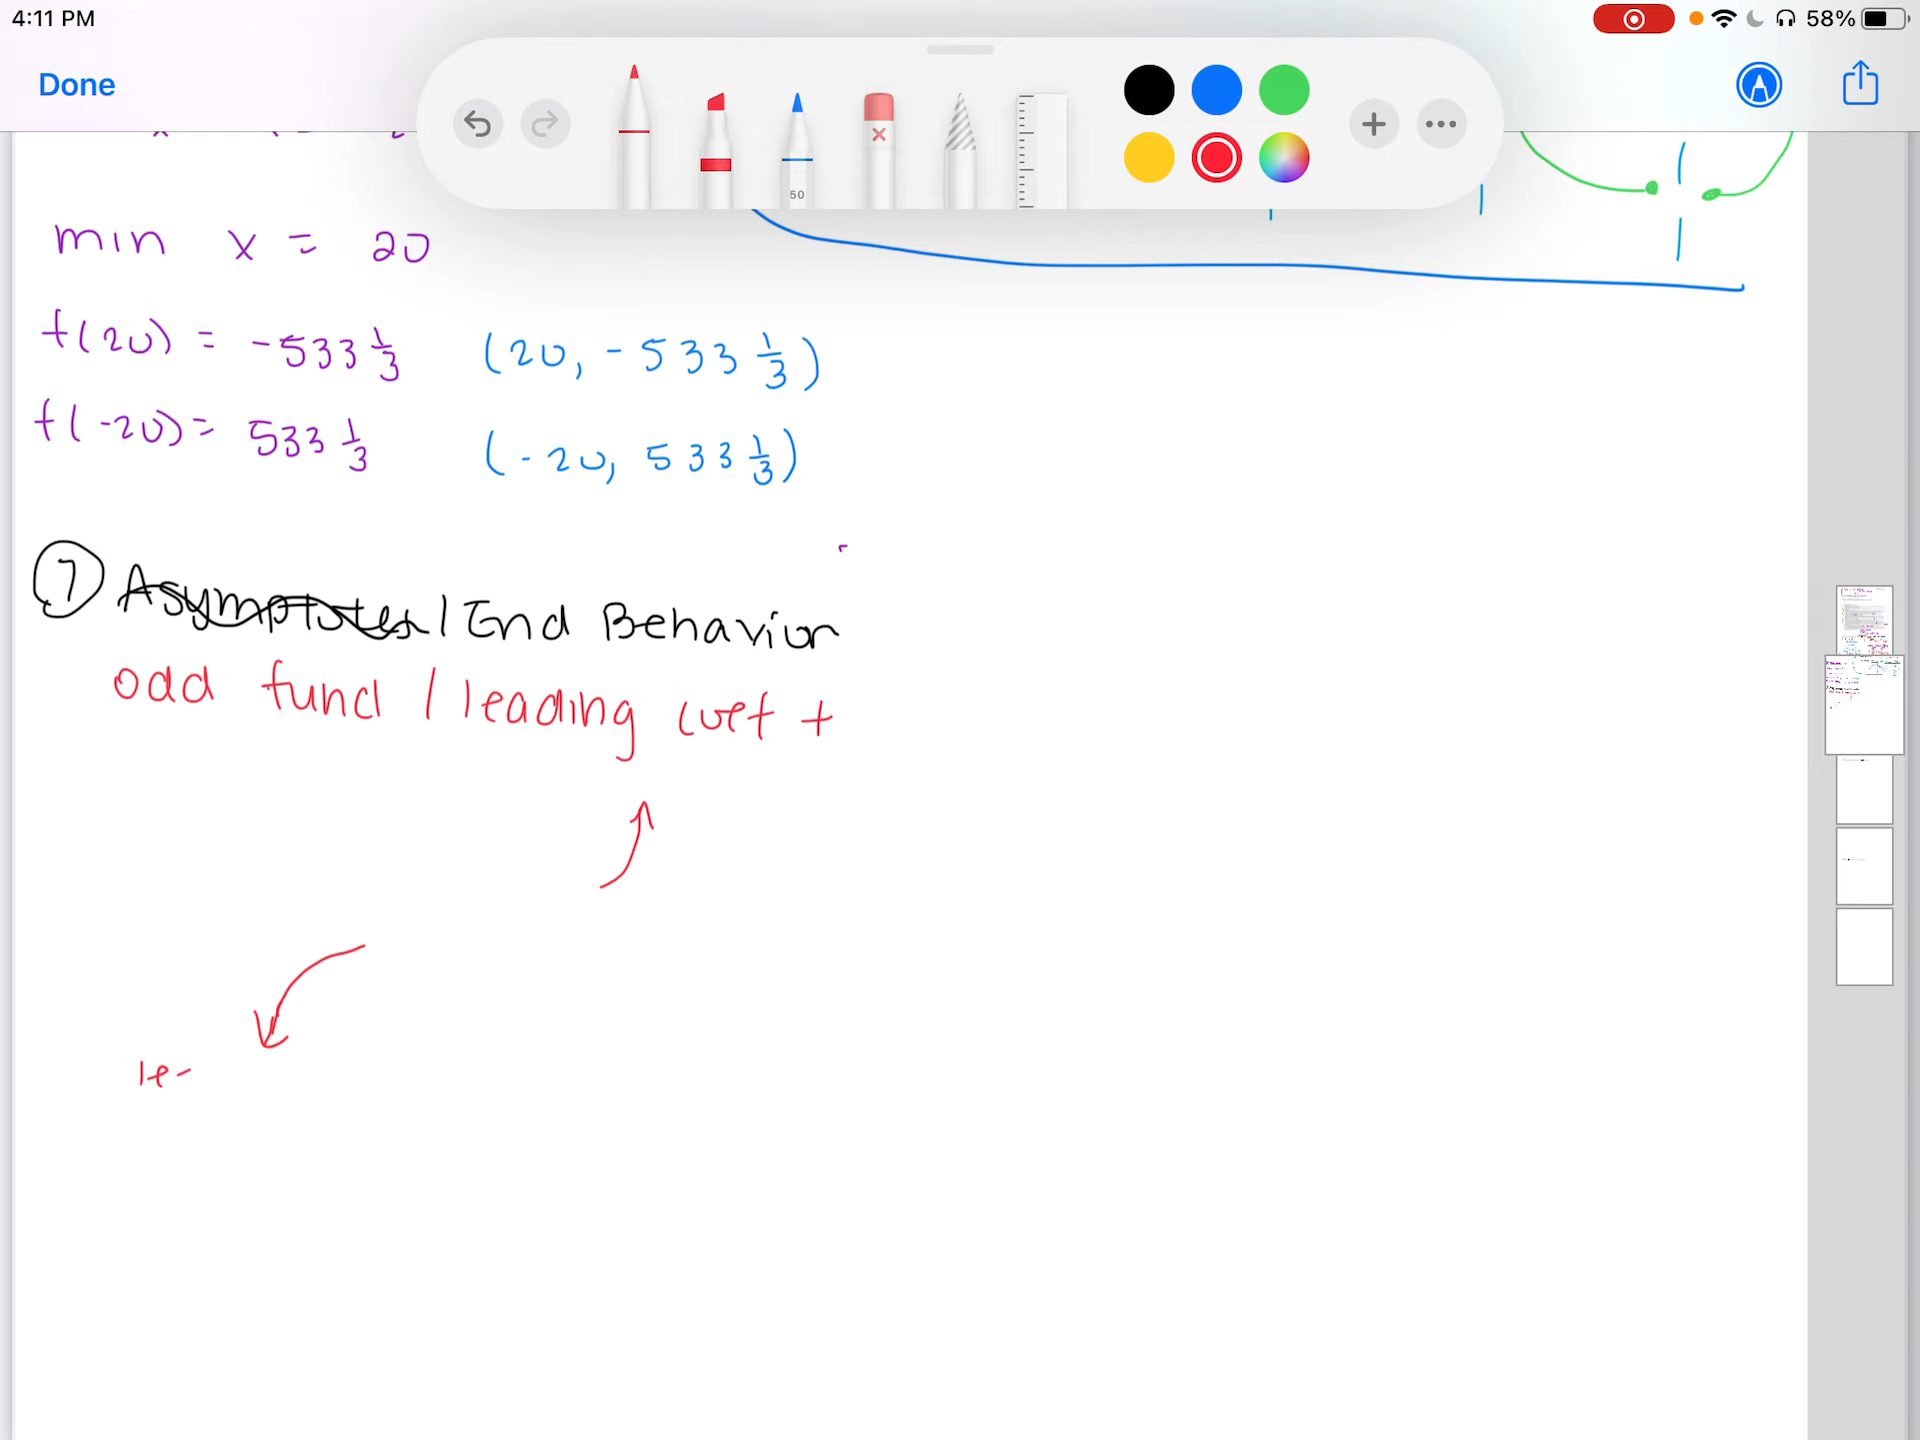 4:11 PM
58%
Done
50
min x = 20
f(20) = -533 1/3 (20, -533 1/3)
f(-20) = 533 1/3 (-20, 533 1/3)
7 Asymptotes / End Behavior
odd func / leading coef +
le-